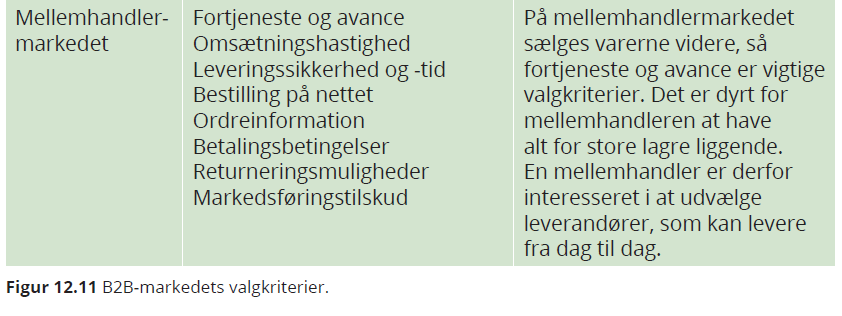 Mellemhandler-
markedet
Fortjeneste og avance
Omsætningshastighed
Leveringssikkerhed og -tid
Bestilling på nettet
Ordreinformation
Betalingsbetingelser
Returneringsmuligheder
Markedsføringstilskud
På mellemhandlermarkedet
sælges varerne videre, så
fortjeneste og avance er vigtige
valgkriterier. Det er dyrt for
mellemhandleren at have
alt for store lagre liggende.
En mellemhandler er derfor
interesseret i at udvælge
leverandører, som kan levere
fra dag til dag.
Figur 12.11 B2B-markedets valgkriterier.